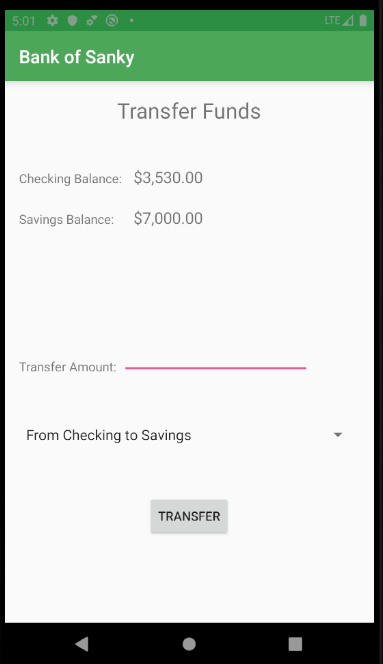 5:01 LTE
Bank of Sanky
Transfer Funds
Checking Balance: $3,530.00
Savings Balance: $7,000.00
Transfer Amount:
From Checking to Savings
TRANSFER